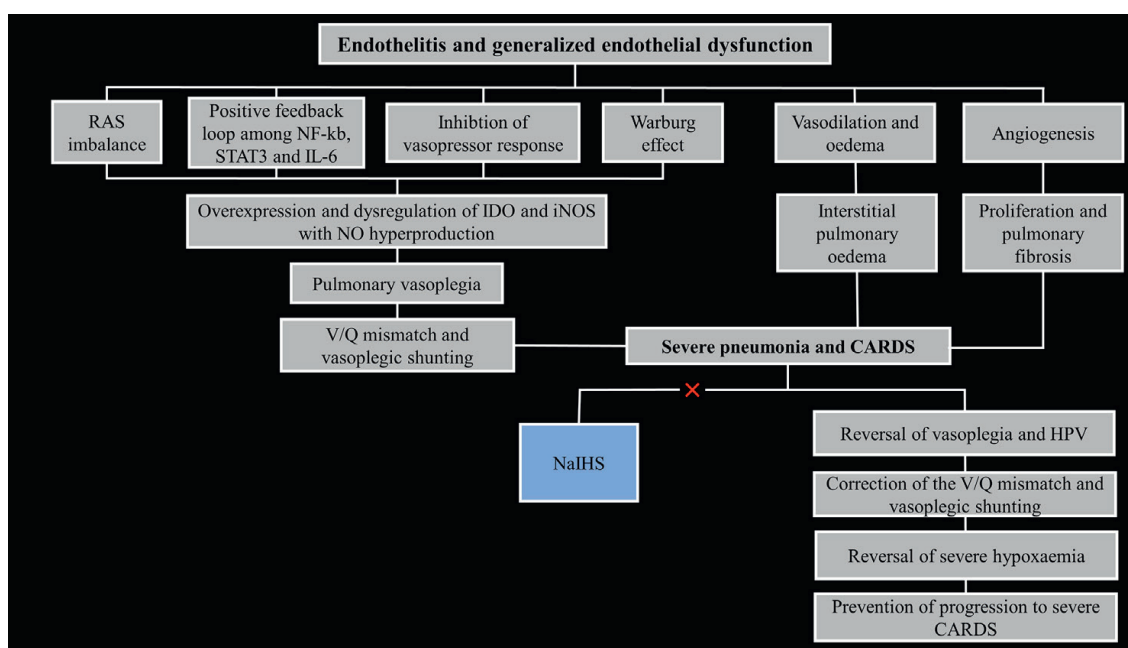 Endothelitis and generalized endothelial dysfunction
RAS
imbalance
Positive feedback
loop among NF-kb,
STAT3 and IL-6
Inhibtion of
vasopressor response
Warburg
effect
Vasodilation and
oedema
Angiogenesis
Overexpression and dysregulation of IDO and iNOS
with NO hyperproduction
Interstitial
pulmonary
oedema
Proliferation and
pulmonary
fibrosis
Pulmonary vasoplegia
V/Q mismatch and
vasoplegic shunting
Severe pneumonia and CARDS
NaIHS
Reversal of vasoplegia and HPV
Correction of the V/Q mismatch and
vasoplegic shunting
Reversal of severe hypoxaemia
Prevention of progression to severe
CARDS